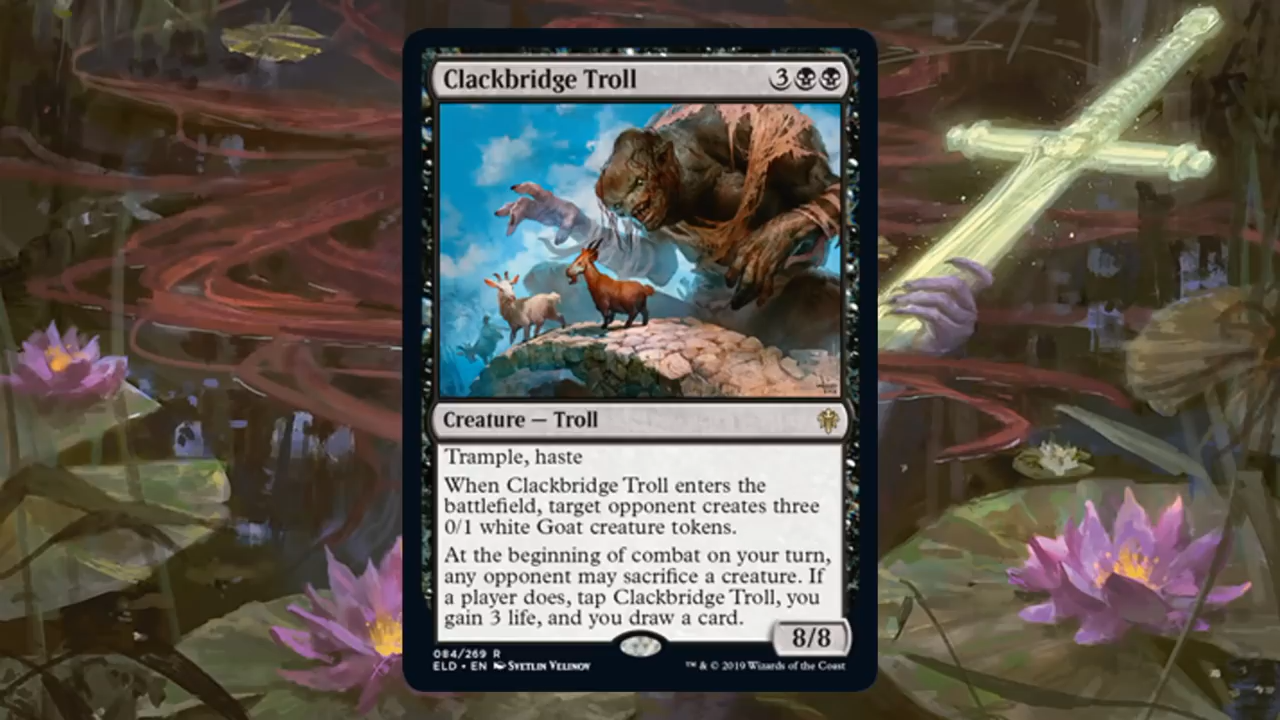 Clackbridge Troll 3
Creature — Troll
Trample, haste
When Clackbridge Troll enters the
battlefield, target opponent creates three
0/1 white Goat creature tokens.
At the beginning of combat on your turn,
any opponent may sacrifice a creature. If
a player does, tap Clackbridge Troll, you
gain 3 life, and you draw a card.
8/8
084/269 R
ELD • EN Svetlin Velinov
™ & © 2019 Wizards of the Coast